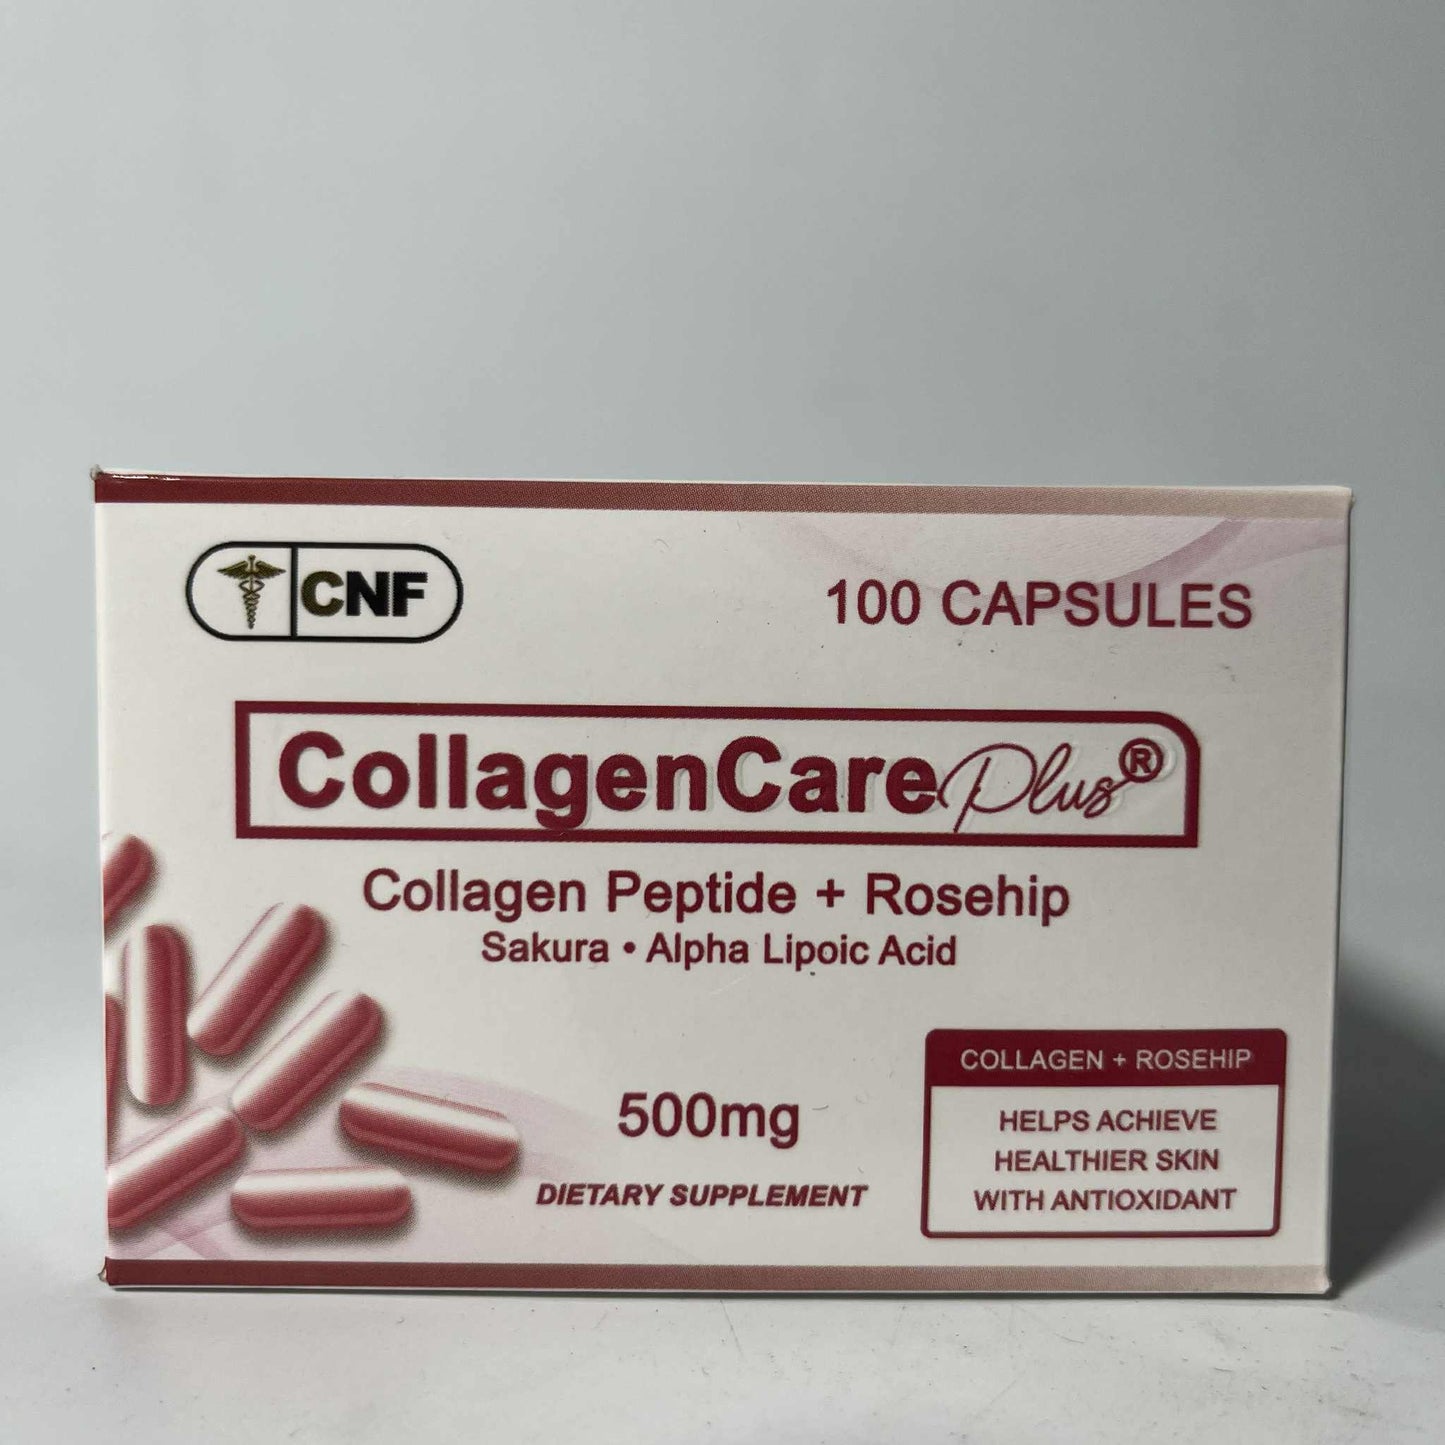 CNF
100 CAPSULES
CollagenCare Plus®
Collagen Peptide + Rosehip
Sakura • Alpha Lipoic Acid
500mg
DIETARY SUPPLEMENT
COLLAGEN + ROSEHIP
HELPS ACHIEVE
HEALTHIER SKIN
WITH ANTIOXIDANT